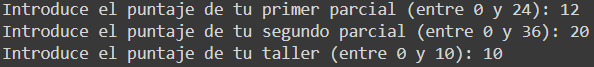 Introduce el puntaje de tu primer parcial (entre 0 y 24): 12
Introduce el puntaje de tu segundo parcial (entre 0 y 36): 20
Introduce el puntaje de tu taller (entre 0 y 10): 10